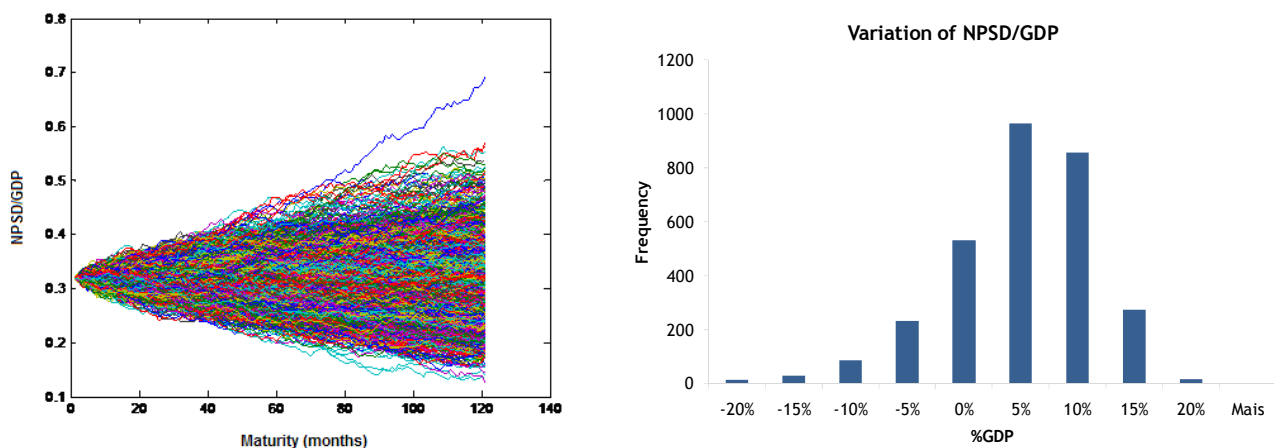 0.8
0.7
0.6
0.5
0.4
0.3
0.2
0.1
NPSD/GDP
0 20 40 60 80 100 120 140
Maturity (months)
Variation of NPSD/GDP
1200
1000
800
600
400
200
0
Frequency
-20% -15% -10% -5% 0% 5% 10% 15% 20% Mais
%GDP